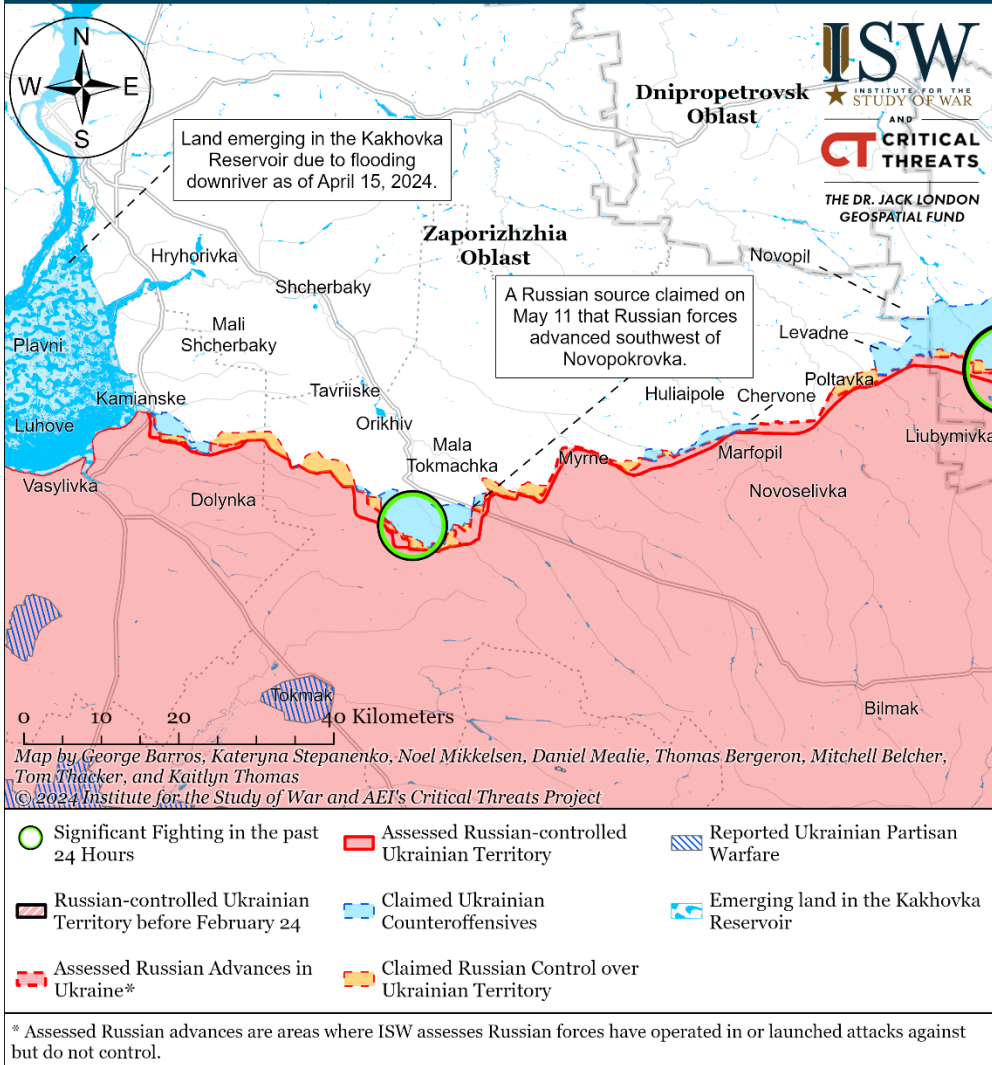 N
W
E
S
ISW
INSTITUTE FOR THE
STUDY OF WAR
AND
CT CRITICAL
THREATS
THE DR. JACK LONDON
GEOSPATIAL FUND
Dnipropetrovsk
Oblast
Land emerging in the Kakhovka
Reservoir due to flooding
downriver as of April 15, 2024.
Zaporizhzhia
Oblast
Hryhorivka
Novopil
Shcherbaky
A Russian source claimed on
May 11 that Russian forces
advanced southwest of
Novopokrovka.
Mali
Shcherbaky
Levadne
Plavni
Poltavka
Tavriiske
Huliaipole
Chervone
Kamianske
Orikhiv
Luhove
Mala
Tokmachka
Liubymivka
Myrne
Marfopil
Vasylivka
Dolynka
Novoselivka
Tokmak
Bilmak
0 10 20 40 Kilometers
Map by George Barros, Kateryna Stepanenko, Noel Mikkelsen, Daniel Mealie, Thomas Bergeron, Mitchell Belcher,
Tom Thacker, and Kaitlyn Thomas
© 2024 Institute for the Study of War and AEI's Critical Threats Project
Significant Fighting in the past
24 Hours
Assessed Russian-controlled
Ukrainian Territory
Reported Ukrainian Partisan
Warfare
Russian-controlled Ukrainian
Territory before February 24
Claimed Ukrainian
Counteroffensives
Emerging land in the Kakhovka
Reservoir
Assessed Russian Advances in
Ukraine*
Claimed Russian Control over
Ukrainian Territory
* Assessed Russian advances are areas where ISW assesses Russian forces have operated in or launched attacks against
but do not control.